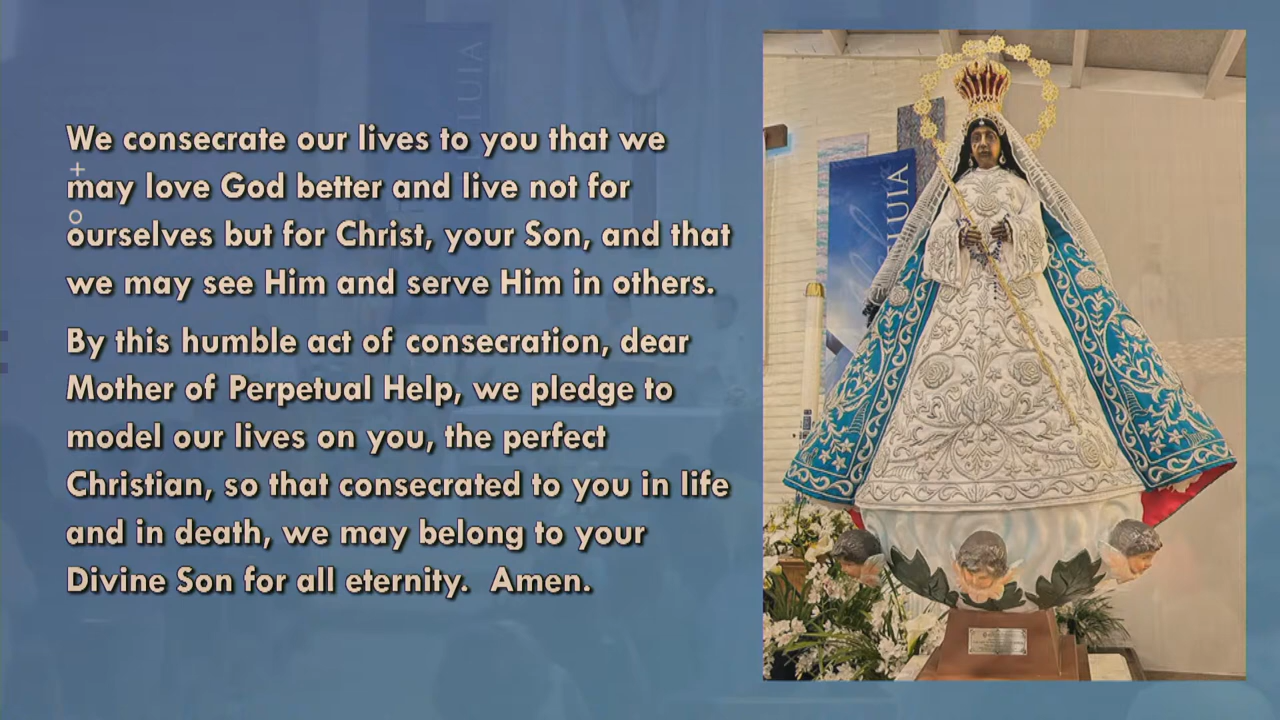 We consecrate our lives to you that we
may love God better and live not for
ourselves but for Christ, your Son, and that
we may see Him and serve Him in others.
By this humble act of consecration, dear
Mother of Perpetual Help, we pledge to
model our lives on you, the perfect
Christian, so that consecrated to you in life
and in death, we may belong to your
Divine Son for all eternity.  Amen.
LUIA